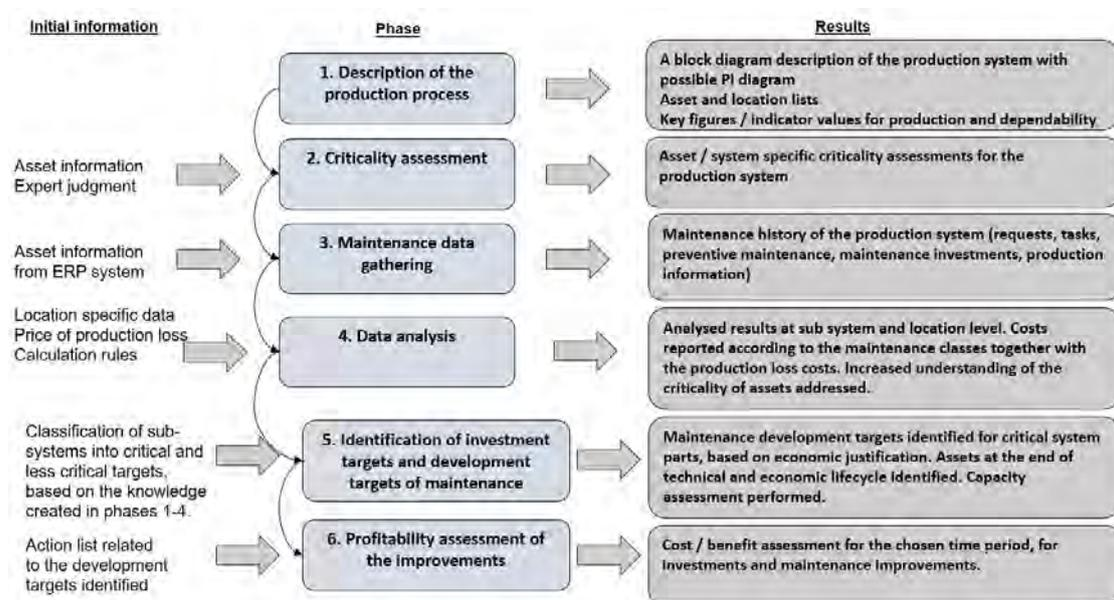 Initial information
Phase
Results
1. Description of the
production process
A block diagram description of the production system with
possible PI diagram
Asset and location lists
Key figures / indicator values for production and dependability
Asset information
Expert judgment
2. Criticality assessment
Asset / system specific criticality assessments for the
production system
Asset information
from ERP system
3. Maintenance data
gathering
Maintenance history of the production system (requests, tasks,
preventive maintenance, maintenance investments, production
information)
Location specific data
Price of production loss
Calculation rules
4. Data analysis
Analysed results at sub system and location level. Costs
reported according to the maintenance classes together with
the production loss costs. Increased understanding of the
criticality of assets addressed.
Classification of sub-
systems into critical and
less critical targets,
based on the knowledge
created in phases 1-4.
5. Identification of investment
targets and development
targets of maintenance
Maintenance development targets identified for critical system
parts, based on economic justification. Assets at the end of
technical and economic lifecycle identified. Capacity
assessment performed.
Action list related
to the development
targets identified
6. Profitability assessment of
the improvements
Cost / benefit assessment for the chosen time period, for
investments and maintenance improvements.